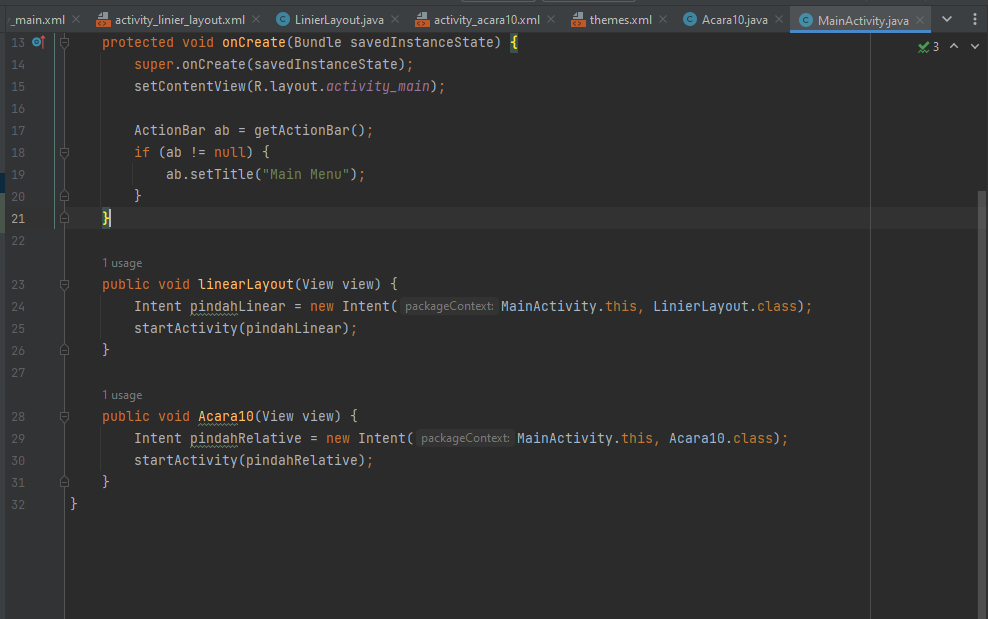 _main.xml activity_linier_layout.xml LinierLayout.java activity_acara10.xml themes.xml Acara10.java MainActivity.java
3
13 protected void onCreate(Bundle savedInstanceState) {
14 super.onCreate(savedInstanceState);
15 setContentView(R.layout.activity_main);
16
17 ActionBar ab = getActionBar();
18 if (ab != null) {
19 ab.setTitle("Main Menu");
20 }
21 }
22
1 usage
23 public void linearLayout(View view) {
24 Intent pindahLinear = new Intent( packageContext: MainActivity.this, LinierLayout.class);
25 startActivity(pindahLinear);
26 }
27
1 usage
28 public void Acara10(View view) {
29 Intent pindahRelative = new Intent( packageContext: MainActivity.this, Acara10.class);
30 startActivity(pindahRelative);
31 }
32 }